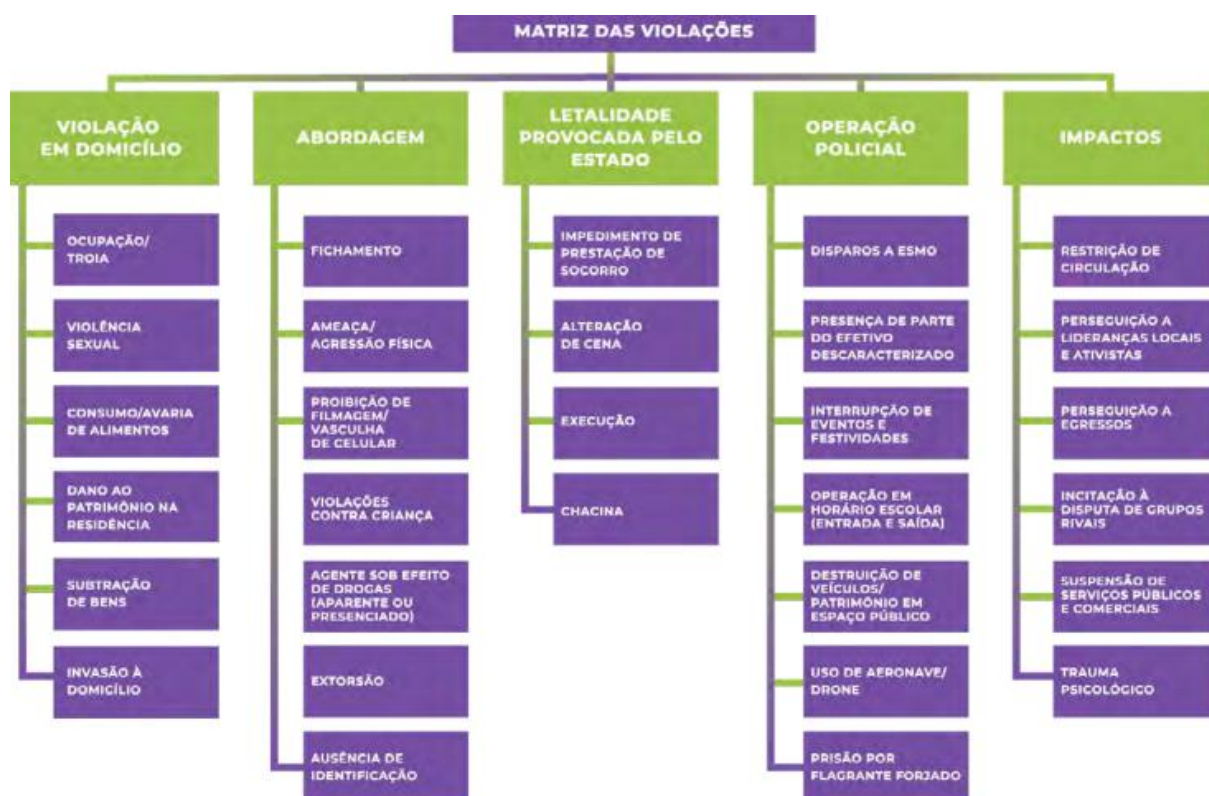 MATRIZ DAS VIOLAÇÕES
VIOLAÇÃO
EM DOMICÍLIO
OCUPAÇÃO/
TROIA
VIOLÊNCIA
SEXUAL
CONSUMO/AVARIA
DE ALIMENTOS
DANO AO
PATRIMÔNIO NA
RESIDÊNCIA
SUBTRAÇÃO
DE BENS
INVASÃO À
DOMICÍLIO
ABORDAGEM
FICHAMENTO
AMEAÇA/
AGRESSÃO FÍSICA
PROIBIÇÃO DE
FILMAGEM/
VASCULHA
DE CELULAR
VIOLAÇÕES
CONTRA CRIANÇA
AGENTE SOB EFEITO
DE DROGAS
(APARENTE OU
PRESENCIADO)
EXTORSÃO
AUSÊNCIA DE
IDENTIFICAÇÃO
LETALIDADE
PROVOCADA PELO
ESTADO
IMPEDIMENTO DE
PRESTAÇÃO DE
SOCORRO
ALTERAÇÃO
DE CENA
EXECUÇÃO
CHACINA
OPERAÇÃO
POLICIAL
DISPAROS A ESMO
PRESENÇA DE PARTE
DO EFETIVO
DESCARACTERIZADO
INTERRUPÇÃO DE
EVENTOS E
FESTIVIDADES
OPERAÇÃO EM
HORÁRIO ESCOLAR
(ENTRADA E SAÍDA)
DESTRUIÇÃO DE
VEÍCULOS/
PATRIMÔNIO EM
ESPAÇO PÚBLICO
USO DE AERONAVE/
DRONE
PRISÃO POR
FLAGRANTE FORJADO
IMPACTOS
RESTRIÇÃO DE
CIRCULAÇÃO
PERSEGUIÇÃO A
LIDERANÇAS LOCAIS
E ATIVISTAS
PERSEGUIÇÃO A
EGRESSOS
INCITAÇÃO À
DISPUTA DE GRUPOS
RIVAIS
SUSPENSÃO DE
SERVIÇOS PÚBLICOS
E COMERCIAIS
TRAUMA
PSICOLÓGICO